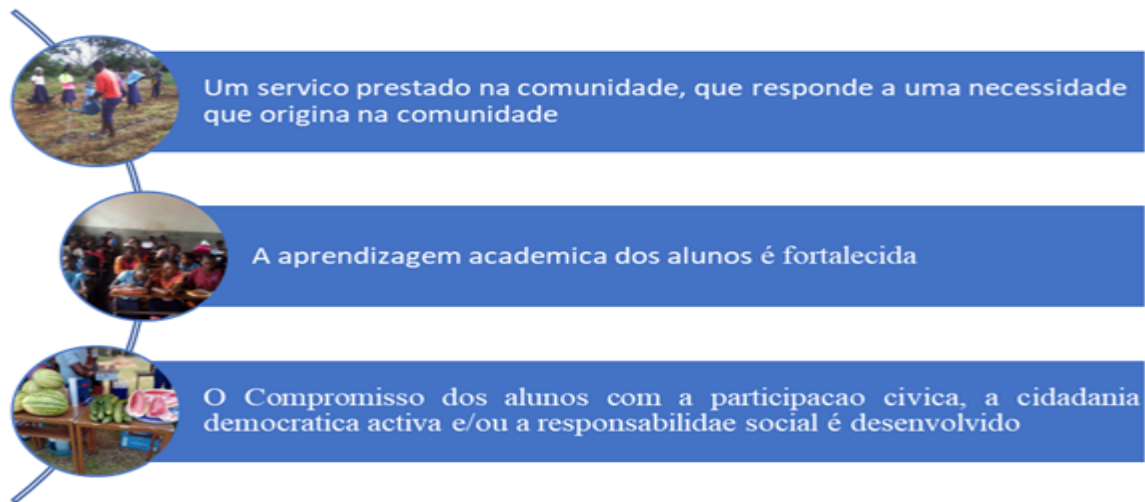 Um servico prestado na comunidade, que responde a uma necessidade
que origina na comunidade
A aprendizagem academica dos alunos é fortalecida
O Compromisso dos alunos com a participacao civica, a cidadania
democratica activa e/ou a responsabilidae social é desenvolvido